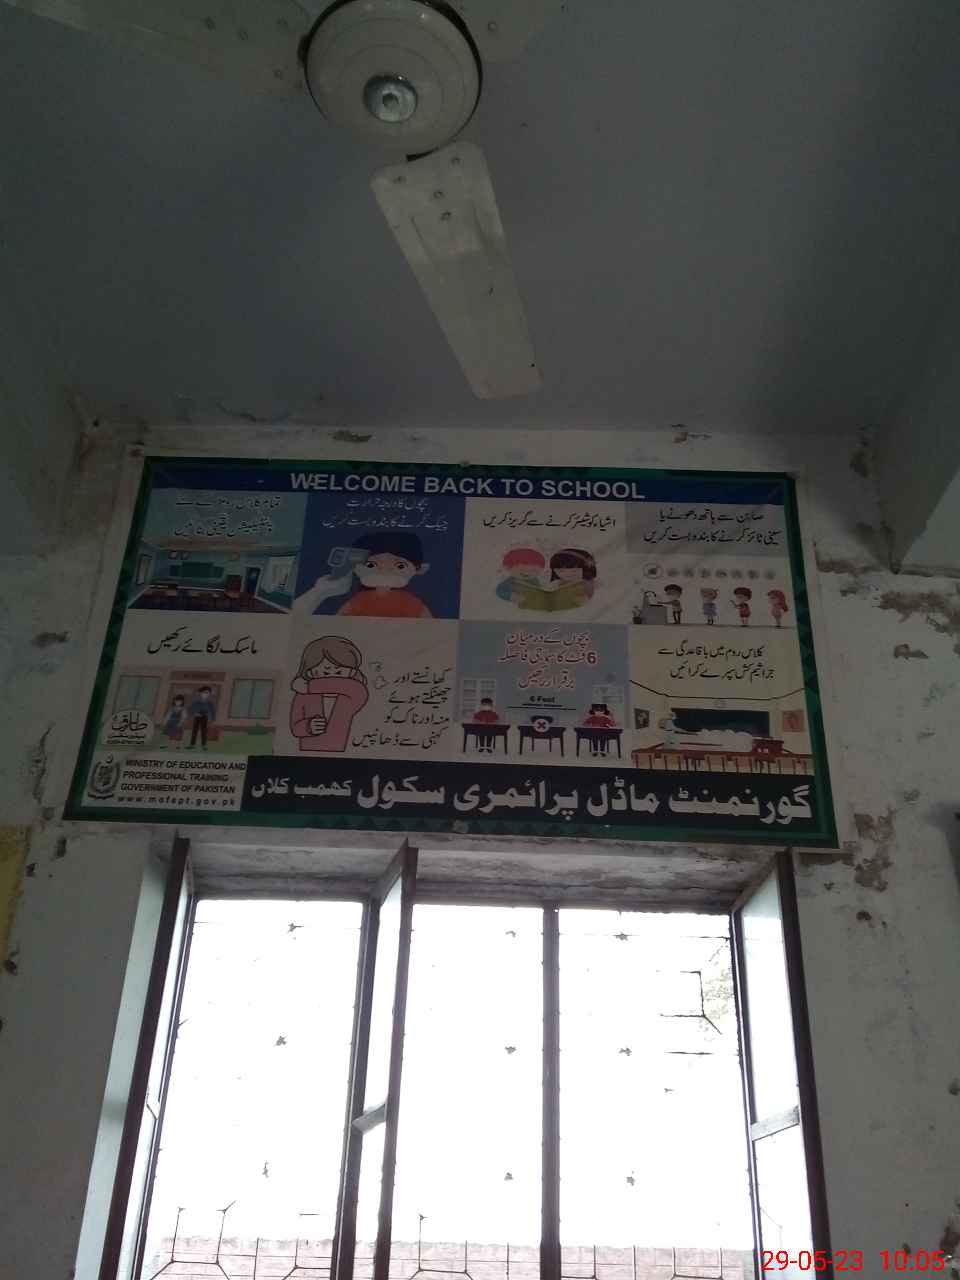 WELCOME BACK TO SCHOOL
صابن سے ہاتھ دھونے یا
سینی ٹائز کرنے کا بندوبست کریں
اشیاء کو شیئر کرنے سے گریز کریں
بچوں کا درجہ حرارت
چیک کرنے کا بندوبست کریں
تمام کلاس
وینٹیلیشن یقینی بنائیں
کلاس روم میں باقاعدگی سے
جراثیم کش سپرے کرائیں
بچوں کے درمیان
6 فٹ کا سماجی فاصلہ
برقرار رکھیں
6 Feet
کھانستے اور
چھینکتے ہوئے
منہ اور ناک کو
کہنی سے ڈھانپیں
ماسک لگائے رکھیں
MINISTRY OF EDUCATION AND
PROFESSIONAL TRAINING
GOVERNMENT OF PAKISTAN
www.mofept.gov.pk
گورنمنٹ ماڈل پرائمری سکول کھمب کلاں
29-05-23 10:05